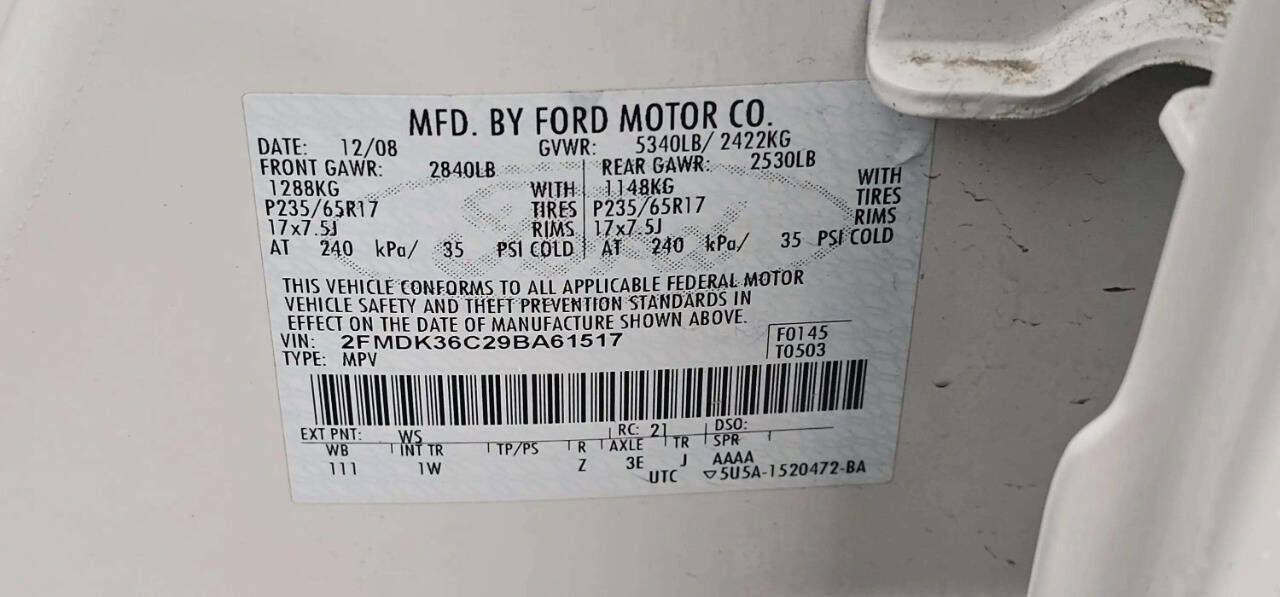 MFD. BY FORD MOTOR CO.
DATE: 12/08 GVWR: 5340LB/ 2422KG
FRONT GAWR: 2840LB REAR GAWR: 2530LB
1288KG WITH 1148KG WITH
P235/65R17 TIRES P235/65R17 TIRES
17x7.5J RIMS 17x7.5J RIMS
AT 240 kPa/ 35 PSI COLD AT 240 kPa/ 35 PSI COLD
THIS VEHICLE CONFORMS TO ALL APPLICABLE FEDERAL MOTOR
VEHICLE SAFETY AND THEFT PREVENTION STANDARDS IN
EFFECT ON THE DATE OF MANUFACTURE SHOWN ABOVE.
VIN: 2FMDK36C29BA61517 F0145
TYPE: MPV T0503
EXT PNT: WS RC: 21 DSO:
WB INT TR TP/PS R AXLE TR SPR
111 1W Z 3E J AAAA
UTC ▽5U5A-1520472-BA